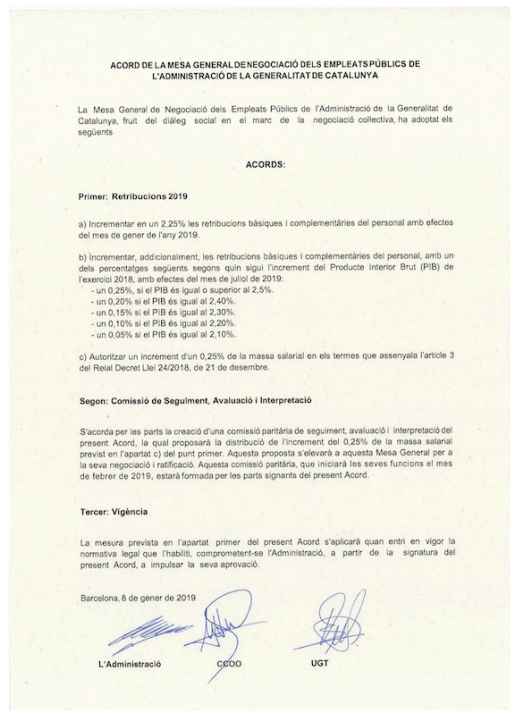 ACORD DE LA MESA GENERAL DE NEGOCIACIÓ DELS EMPLEATS PÚBLICS DE
L'ADMINISTRACIÓ DE LA GENERALITAT DE CATALUNYA
La Mesa General de Negociació dels Empleats Públics de l'Administració de la Generalitat de
Catalunya, fruit del diàleg social en el marc de la negociació collectiva, ha adoptat els
següents
ACORDS:
Primer: Retribucions 2019
a) Incrementar en un 2,25% les retribucions bàsiques i complementàries del personal amb efectes
del mes de gener de l'any 2019.
b) Incrementar, addicionalment, les retribucions bàsiques i complementàries del personal, amb un
dels percentatges següents segons quin sigui l'increment del Producte Interior Brut (PIB) de
l'exercici 2018, amb efectes del mes de juliol de 2019:
- un 0,25%, si el PIB és igual o superior al 2,5%.
- un 0,20% si el PIB és igual al 2,40%.
- un 0,15% si el PIB és igual al 2,30%.
- un 0,10% si el PIB és igual al 2,20%.
- un 0,05% si el PIB és igual al 2,10%.
c) Autoritzar un increment d'un 0,25% de la massa salarial en els termes que assenyala l'article 3
del Reial Decret Llei 24/2018, de 21 de desembre.
Segon: Comissió de Seguiment, Avaluació i Interpretació
S'acorda per les parts la creació d'una comissió paritària de seguiment, avaluació i interpretació del
present Acord, la qual proposarà la distribució de l'increment del 0,25% de la massa salarial
previst en l'apartat c) del punt primer. Aquesta proposta s'elevarà a aquesta Mesa General per a
la seva negociació i ratificació. Aquesta comissió paritària, que iniciarà les seves funcions el mes
de febrer de 2019, estarà formada per les parts signants del present Acord.
Tercer: Vigència
La mesura prevista en l'apartat primer del present Acord s'aplicarà quan entri en vigor la
normativa legal que l'habiliti, comprometent-se l'Administració, a partir de la signatura del
present Acord, a impulsar la seva aprovació.
Barcelona, 8 de gener de 2019
L'Administració CCOO UGT